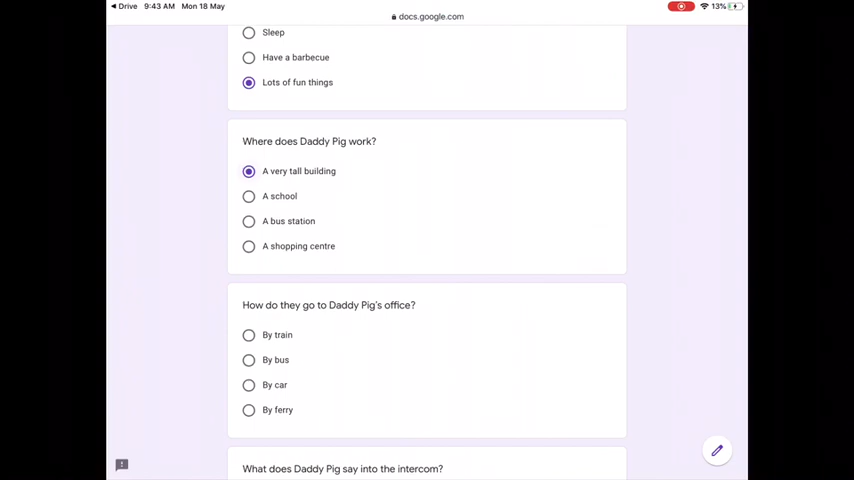 Drive 9:43 AM Mon 18 May 13%
docs.google.com
Sleep
Have a barbecue
Lots of fun things
Where does Daddy Pig work?
A very tall building
A school
A bus station
A shopping centre
How do they go to Daddy Pig's office?
By train
By bus
By car
By ferry
What does Daddy Pig say into the intercom?